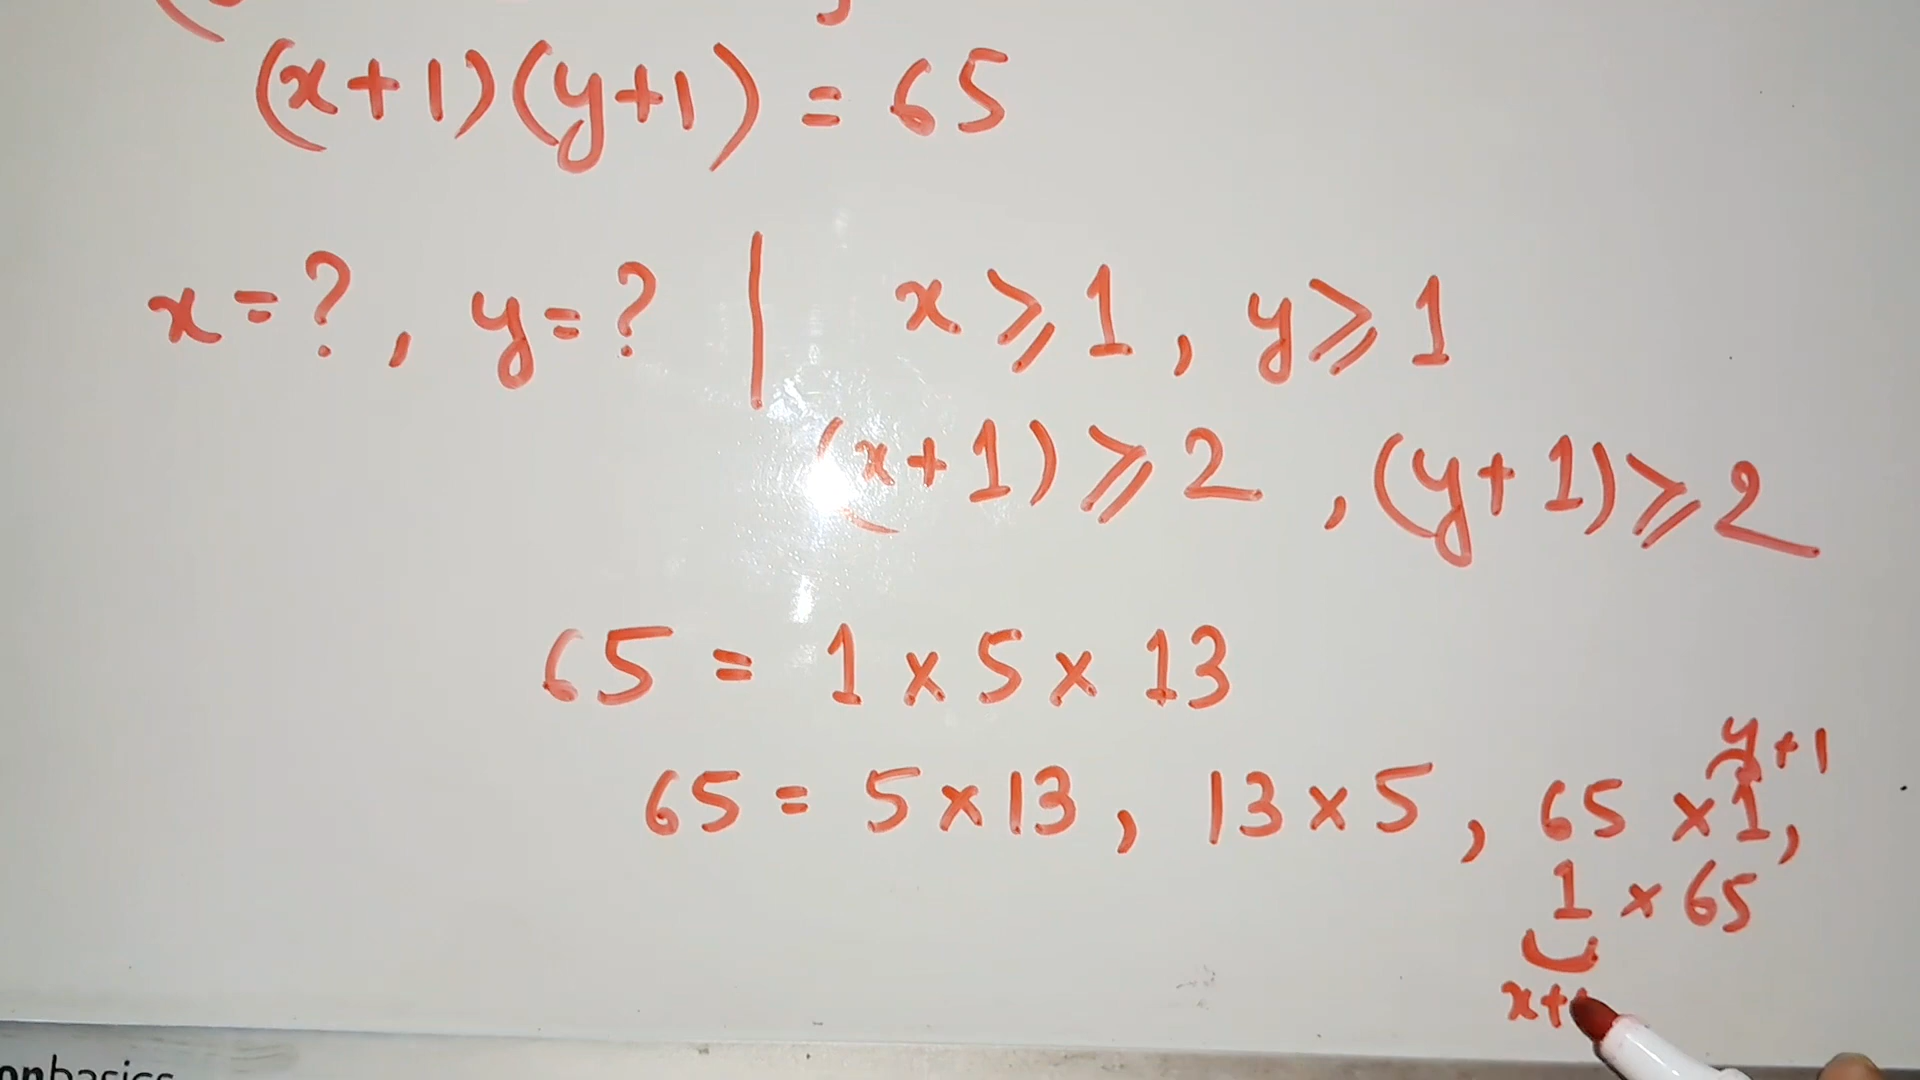 (x+1)(y+1) = 65
x=?, y=? | x⩾1, y⩾1
(x+1)⩾2, (y+1)⩾2
65 = 1×5×13
y+1
65 = 5×13, 13×5, 65×1,
1×65
x+